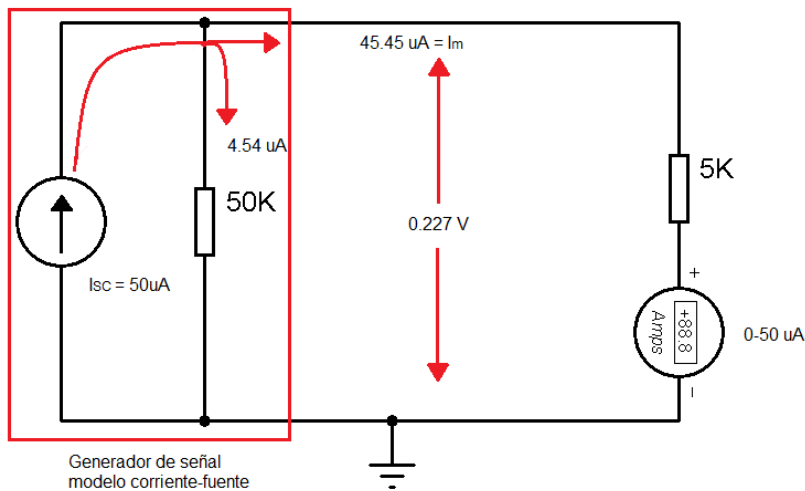 45.45 uA = Im
4.54 uA
50K
5K
0.227 V
Isc = 50uA
+
+88.8
Amps
0-50 uA
–
Generador de señal
modelo corriente-fuente